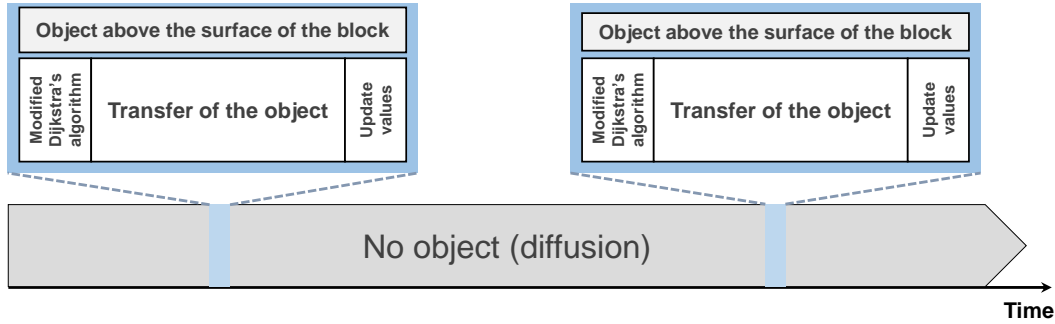 Object above the surface of the block
Modified
Dijkstra's
algorithm
Transfer of the object
Update
values
Object above the surface of the block
Modified
Dijkstra's
algorithm
Transfer of the object
Update
values
No object (diffusion)
Time